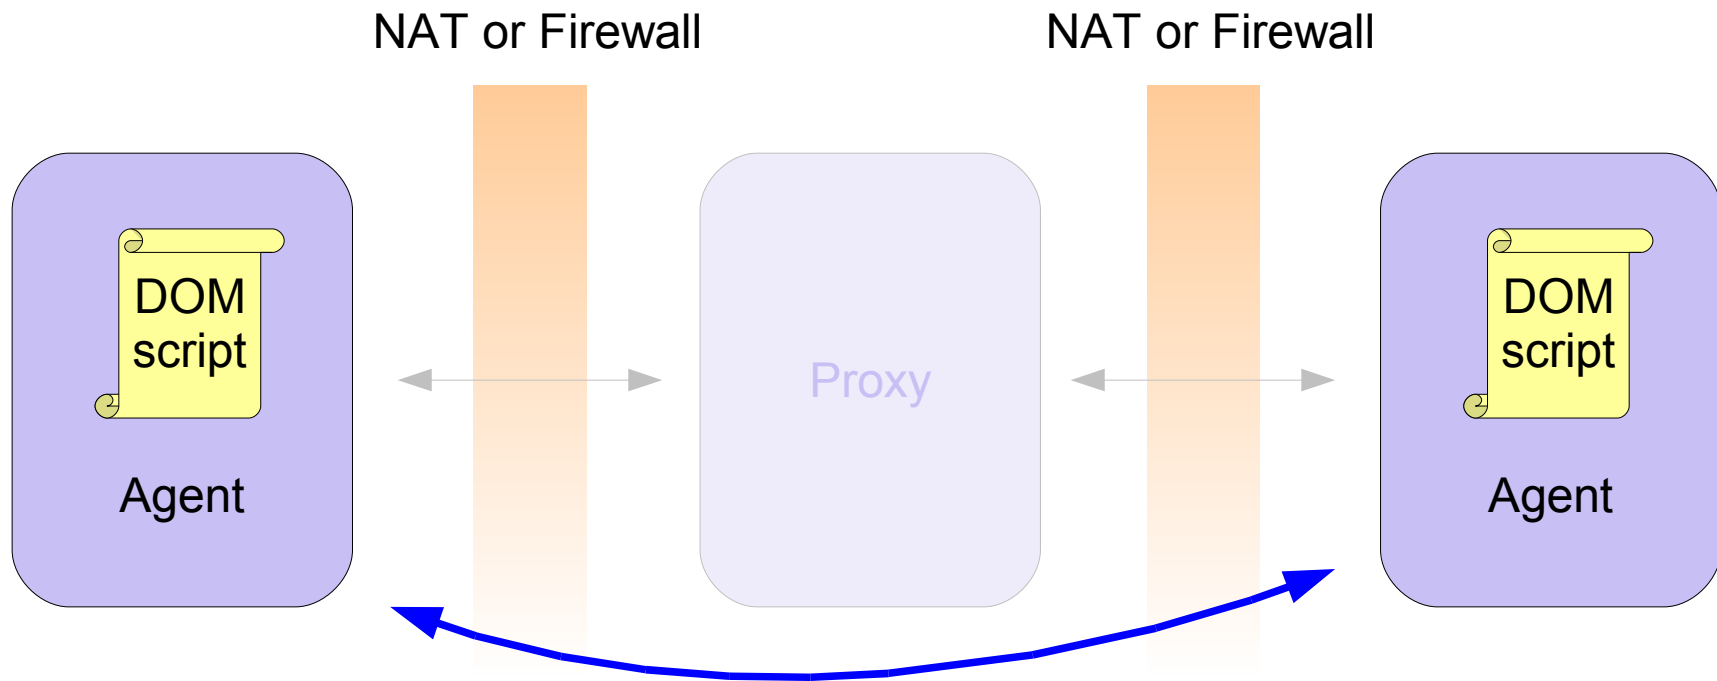 NAT or Firewall
NAT or Firewall
DOM
script
Agent
Proxy
DOM
script
Agent